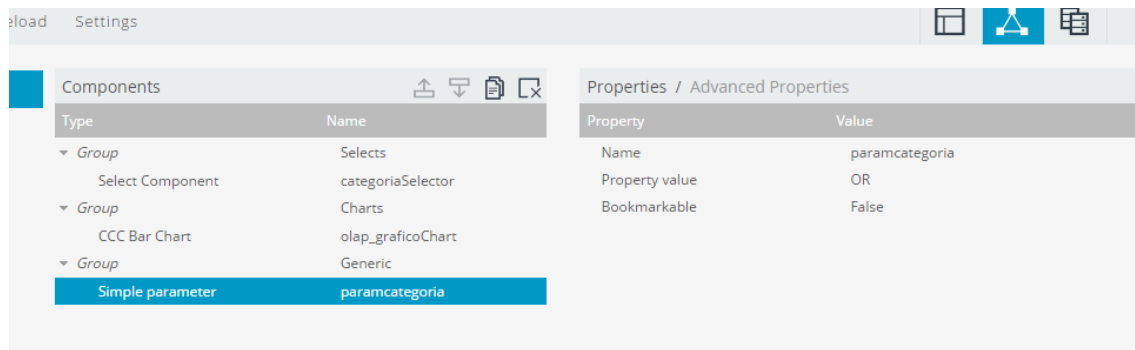 Settings
Components
Type Name
Group Selects
Select Component categoriaSelector
Group Charts
CCC Bar Chart olap_graficoChart
Group Generic
Simple parameter paramcategoria
Properties / Advanced Properties
Property Value
Name paramcategoria
Property value OR
Bookmarkable False